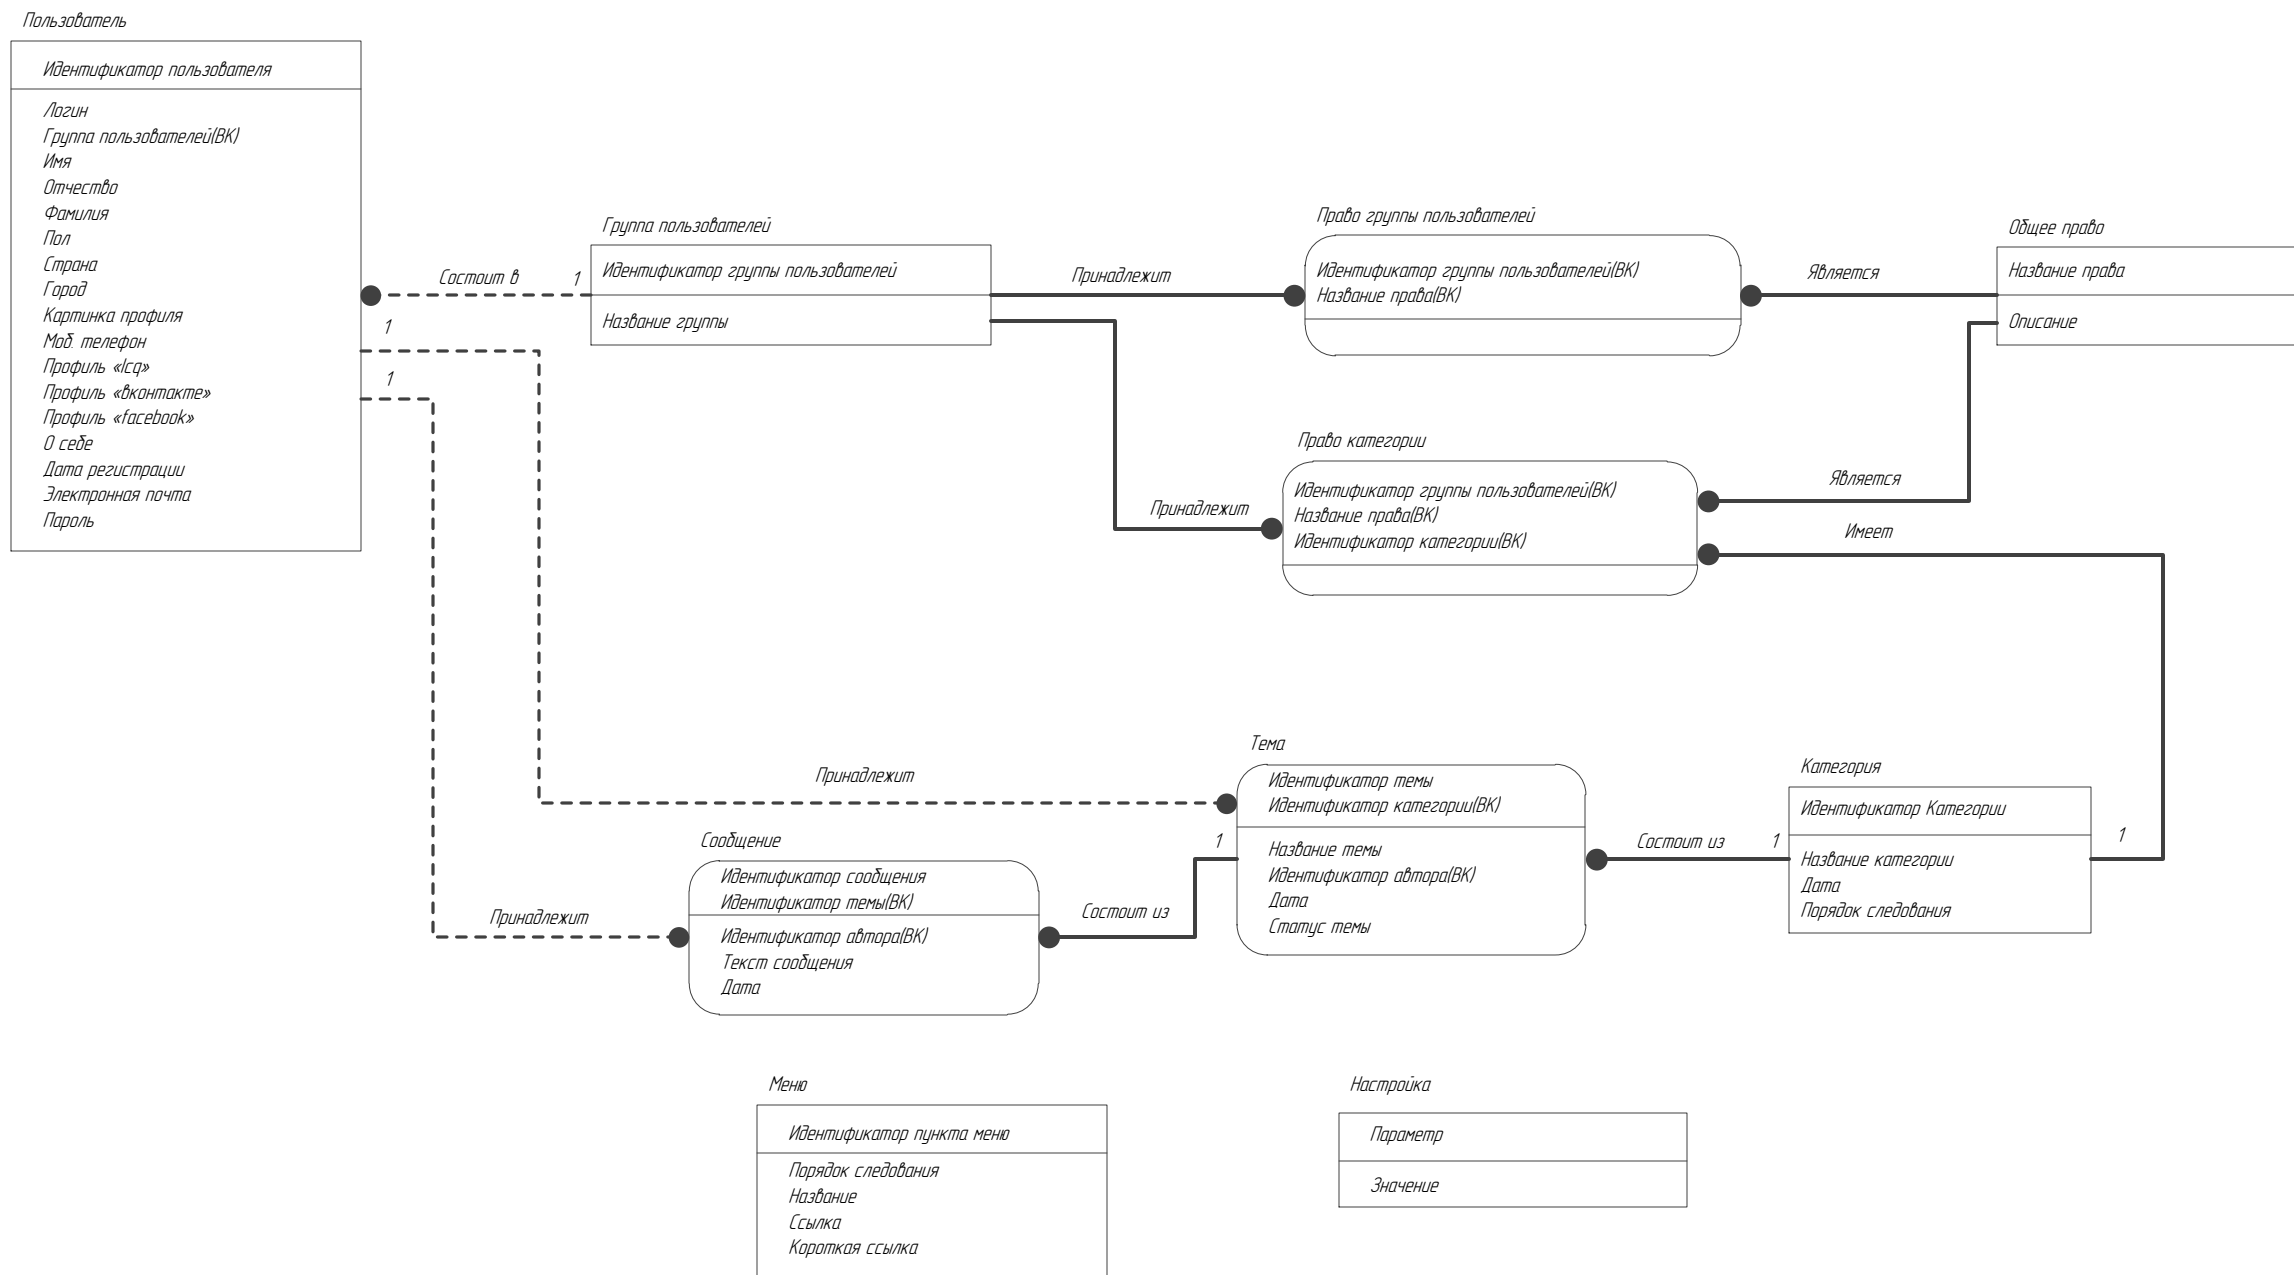 Пользователь
Идентификатор пользователя
Логин
Группа пользователей(ВК)
Имя
Отчество
Фамилия
Пол
Страна
Город
Картинка профиля
Моб. телефон
Профиль «Icq»
Профиль «вконтакте»
Профиль «facebook»
О себе
Дата регистрации
Электронная почта
Пароль
Состоит в
1
1
1
Группа пользователей
Идентификатор группы пользователей
Название группы
Принадлежит
Принадлежит
Право группы пользователей
Идентификатор группы пользователей(ВК)
Название права(ВК)
Является
Общее право
Название права
Описание
Право категории
Идентификатор группы пользователей(ВК)
Название права(ВК)
Идентификатор категории(ВК)
Является
Имеет
Принадлежит
Тема
Идентификатор темы
Идентификатор категории(ВК)
Название темы
Идентификатор автора(ВК)
Дата
Статус темы
Состоит из
1
Категория
Идентификатор Категории
Название категории
Дата
Порядок следования
1
Принадлежит
Сообщение
Идентификатор сообщения
Идентификатор темы(ВК)
Идентификатор автора(ВК)
Текст сообщения
Дата
Состоит из
1
Меню
Идентификатор пункта меню
Порядок следования
Название
Ссылка
Короткая ссылка
Настройка
Параметр
Значение